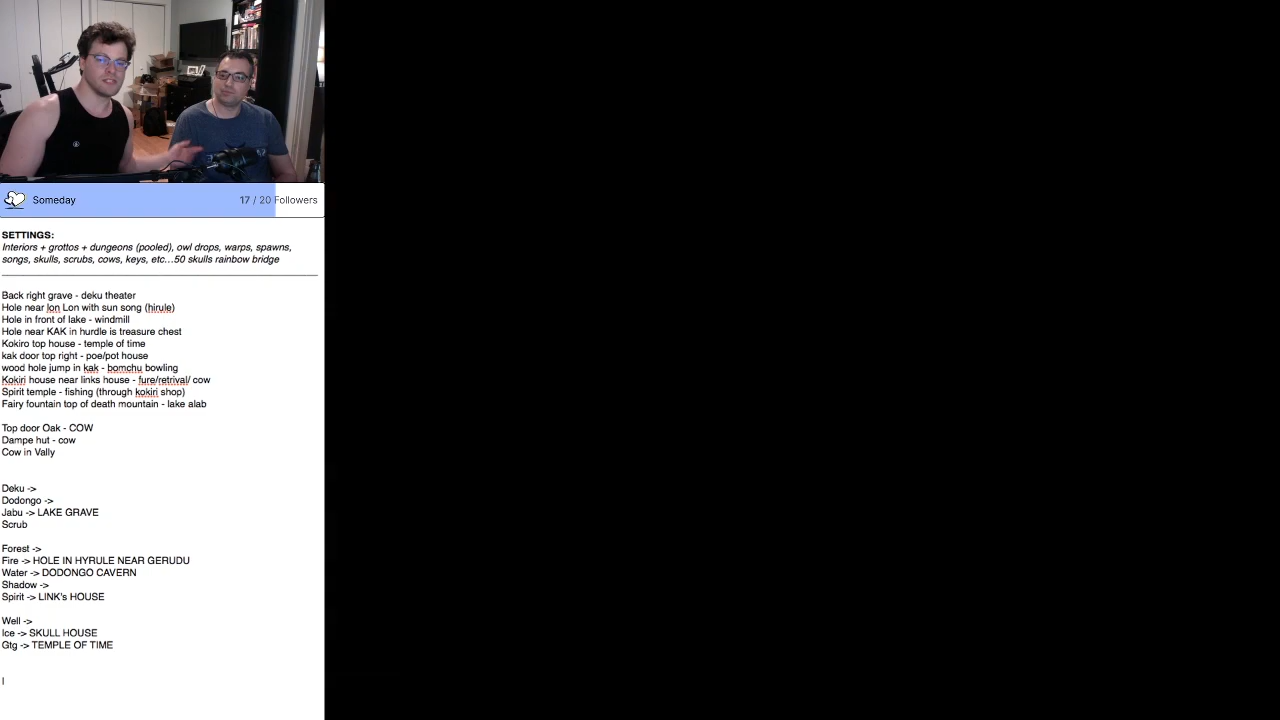 Someday
17 / 20 Followers
SETTINGS:
Interiors + grottos + dungeons (pooled), owl drops, warps, spawns,
songs, skulls, scrubs, cows, keys, etc...50 skulls rainbow bridge
Back right grave - deku theater
Hole near lon Lon with sun song (hirule)
Hole in front of lake - windmill
Hole near KAK in hurdle is treasure chest
Kokiro top house - temple of time
kak door top right - poe/pot house
wood hole jump in kak - bomchu bowling
Kokiri house near links house - fure/retrival/ cow
Spirit temple - fishing (through kokiri shop)
Fairy fountain top of death mountain - lake alab
Top door Oak - COW
Dampe hut - cow
Cow in Vally
Deku ->
Dodongo ->
Jabu -> LAKE GRAVE
Scrub
Forest ->
Fire -> HOLE IN HYRULE NEAR GERUDU
Water -> DODONGO CAVERN
Shadow ->
Spirit -> LINK's HOUSE
Well ->
Ice -> SKULL HOUSE
Gtg -> TEMPLE OF TIME